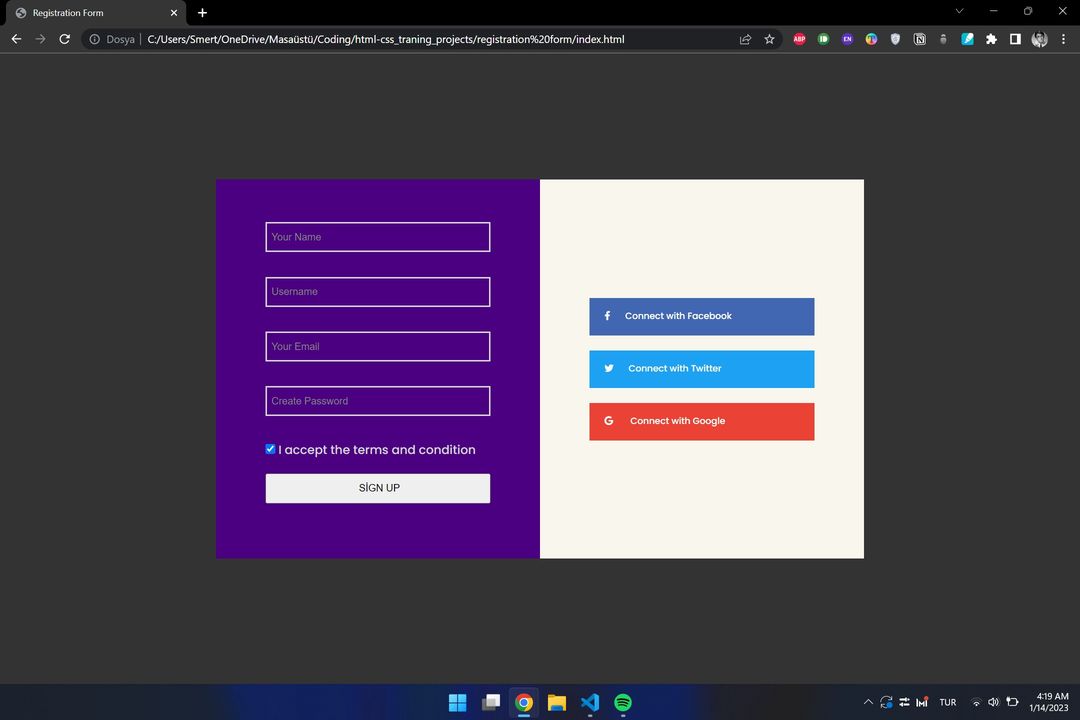 Registration Form
Dosya
C:/Users/Smert/OneDrive/Masaüstü/Coding/html-css_traning_projects/registration%20form/index.html
ABP
EN
Your Name
Username
Your Email
Create Password
I accept the terms and condition
SİGN UP
Connect with Facebook
Connect with Twitter
Connect with Google
TUR
4:19 AM
1/14/2023